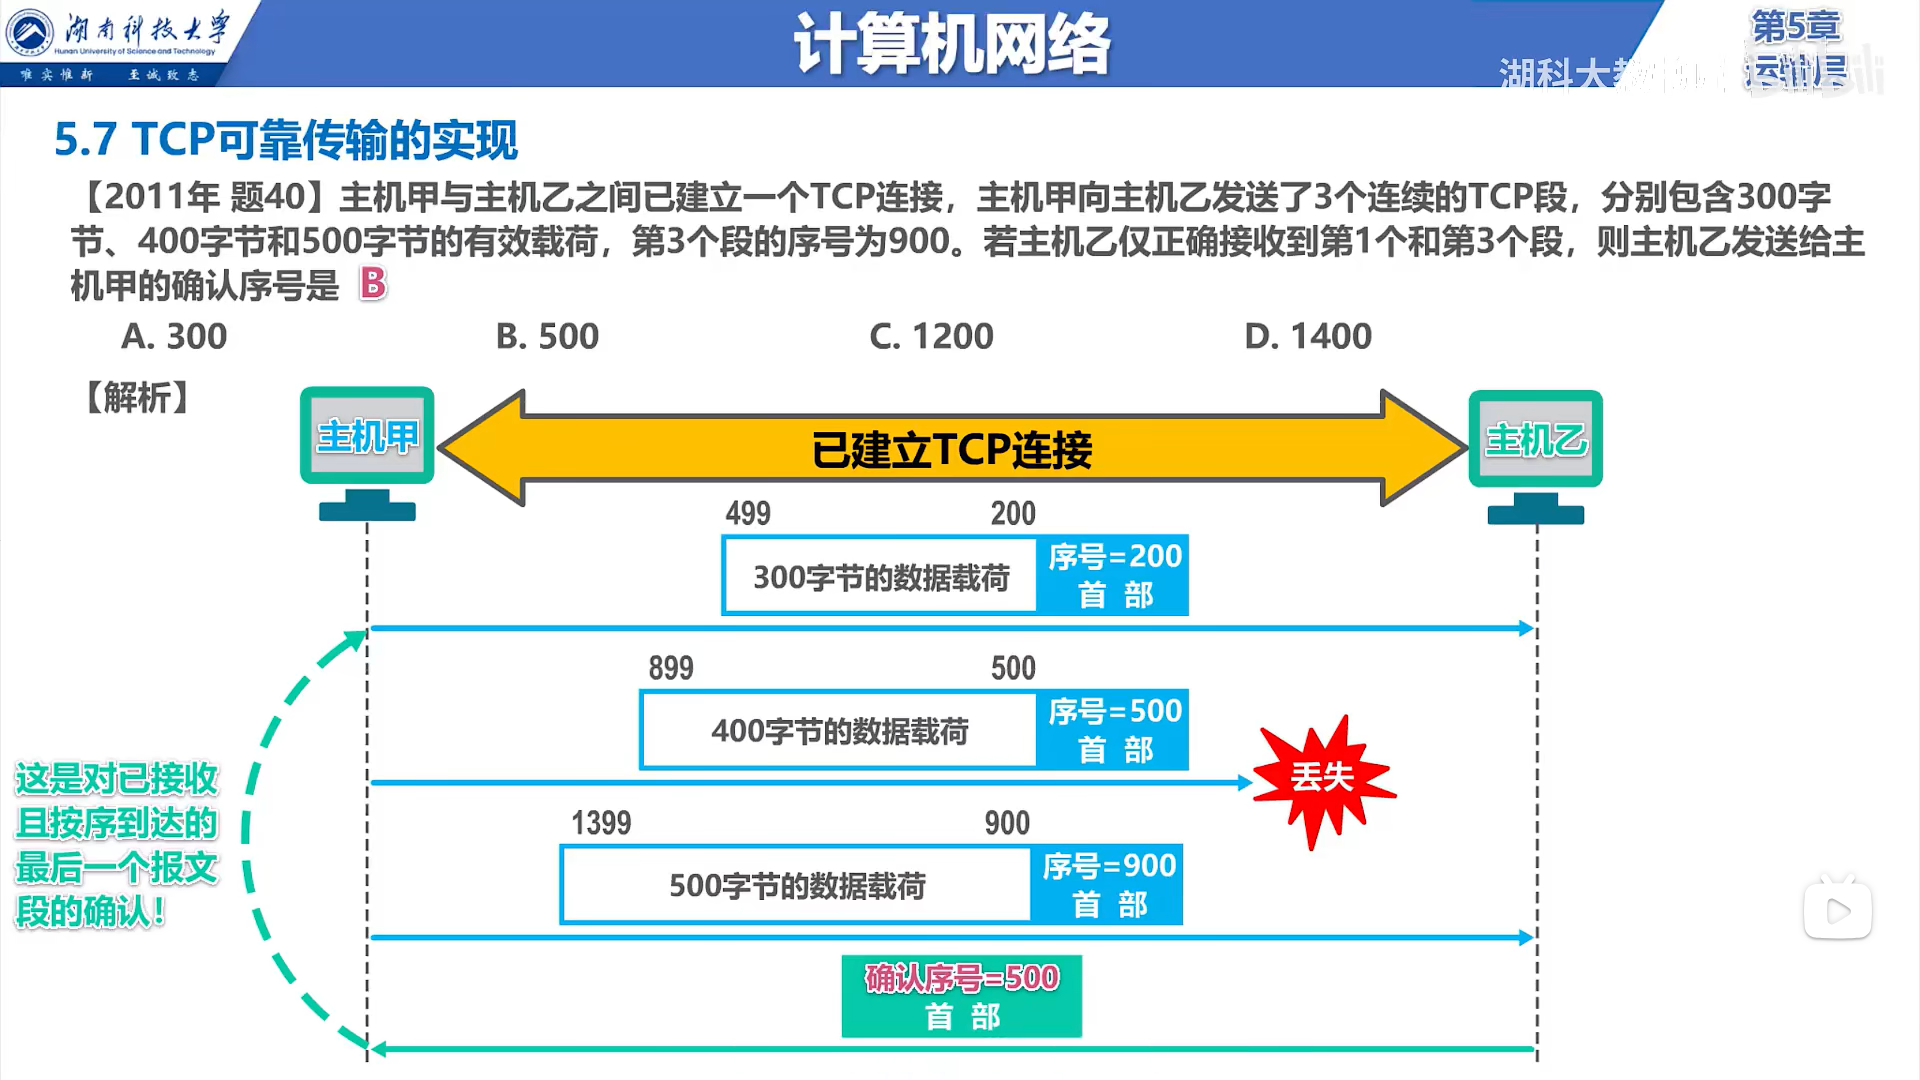 湖南科技大学
Hunan University of Science and Technology
唯实惟新 至诚致志
计算机网络
第5章
运输层
湖科大教
5.7 TCP可靠传输的实现
【2011年 题40】主机甲与主机乙之间已建立一个TCP连接，主机甲向主机乙发送了3个连续的TCP段，分别包含300字
节、400字节和500字节的有效载荷，第3个段的序号为900。若主机乙仅正确接收到第1个和第3个段，则主机乙发送给主
机甲的确认序号是 B
A. 300 B. 500 C. 1200 D. 1400
【解析】
主机甲
已建立TCP连接
主机乙
499 200
300字节的数据载荷
序号=200
首 部
899 500
400字节的数据载荷
序号=500
首 部
丢失
1399 900
500字节的数据载荷
序号=900
首 部
这是对已接收
且按序到达的
最后一个报文
段的确认！
确认序号=500
首 部